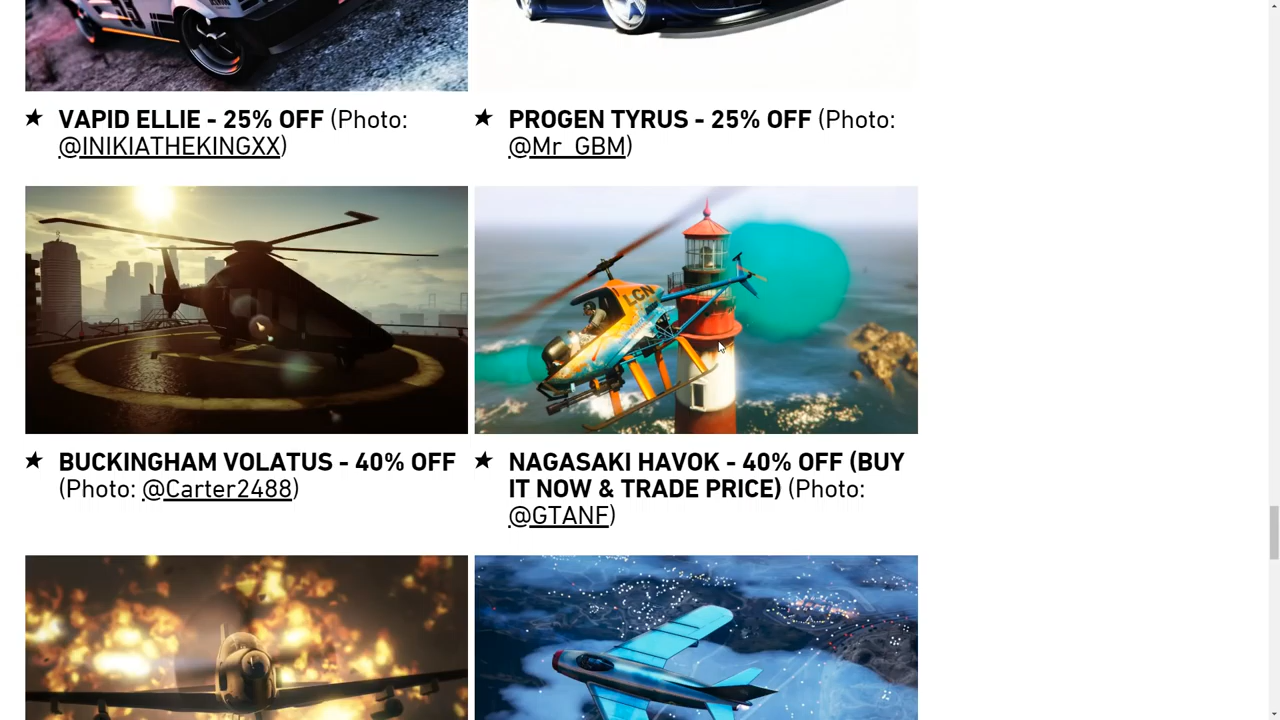 ★ VAPID ELLIE - 25% OFF (Photo:
@INIKIATHEKINGXX)
★ PROGEN TYRUS - 25% OFF (Photo:
@Mr_GBM)
LCN
★ BUCKINGHAM VOLATUS - 40% OFF
(Photo: @Carter2488)
★ NAGASAKI HAVOK - 40% OFF (BUY
IT NOW & TRADE PRICE) (Photo:
@GTANF)